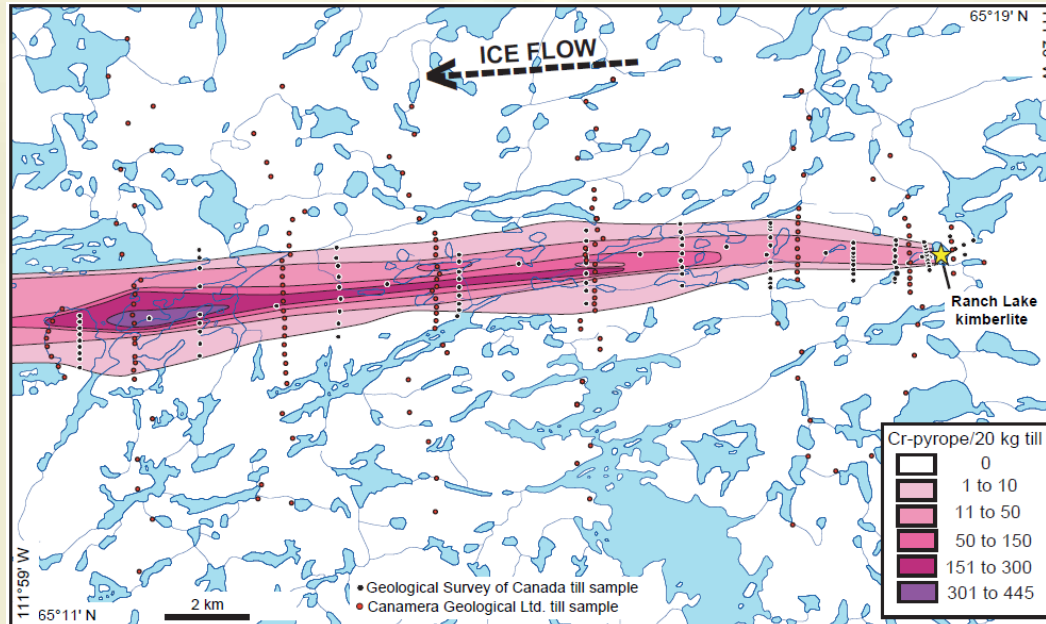 65°19' N
ICE FLOW
Ranch Lake
kimberlite
Cr-pyrope/20 kg till
0
1 to 10
11 to 50
50 to 150
151 to 300
301 to 445
111°59' W
65°11' N
2 km
Geological Survey of Canada till sample
Canamera Geological Ltd. till sample